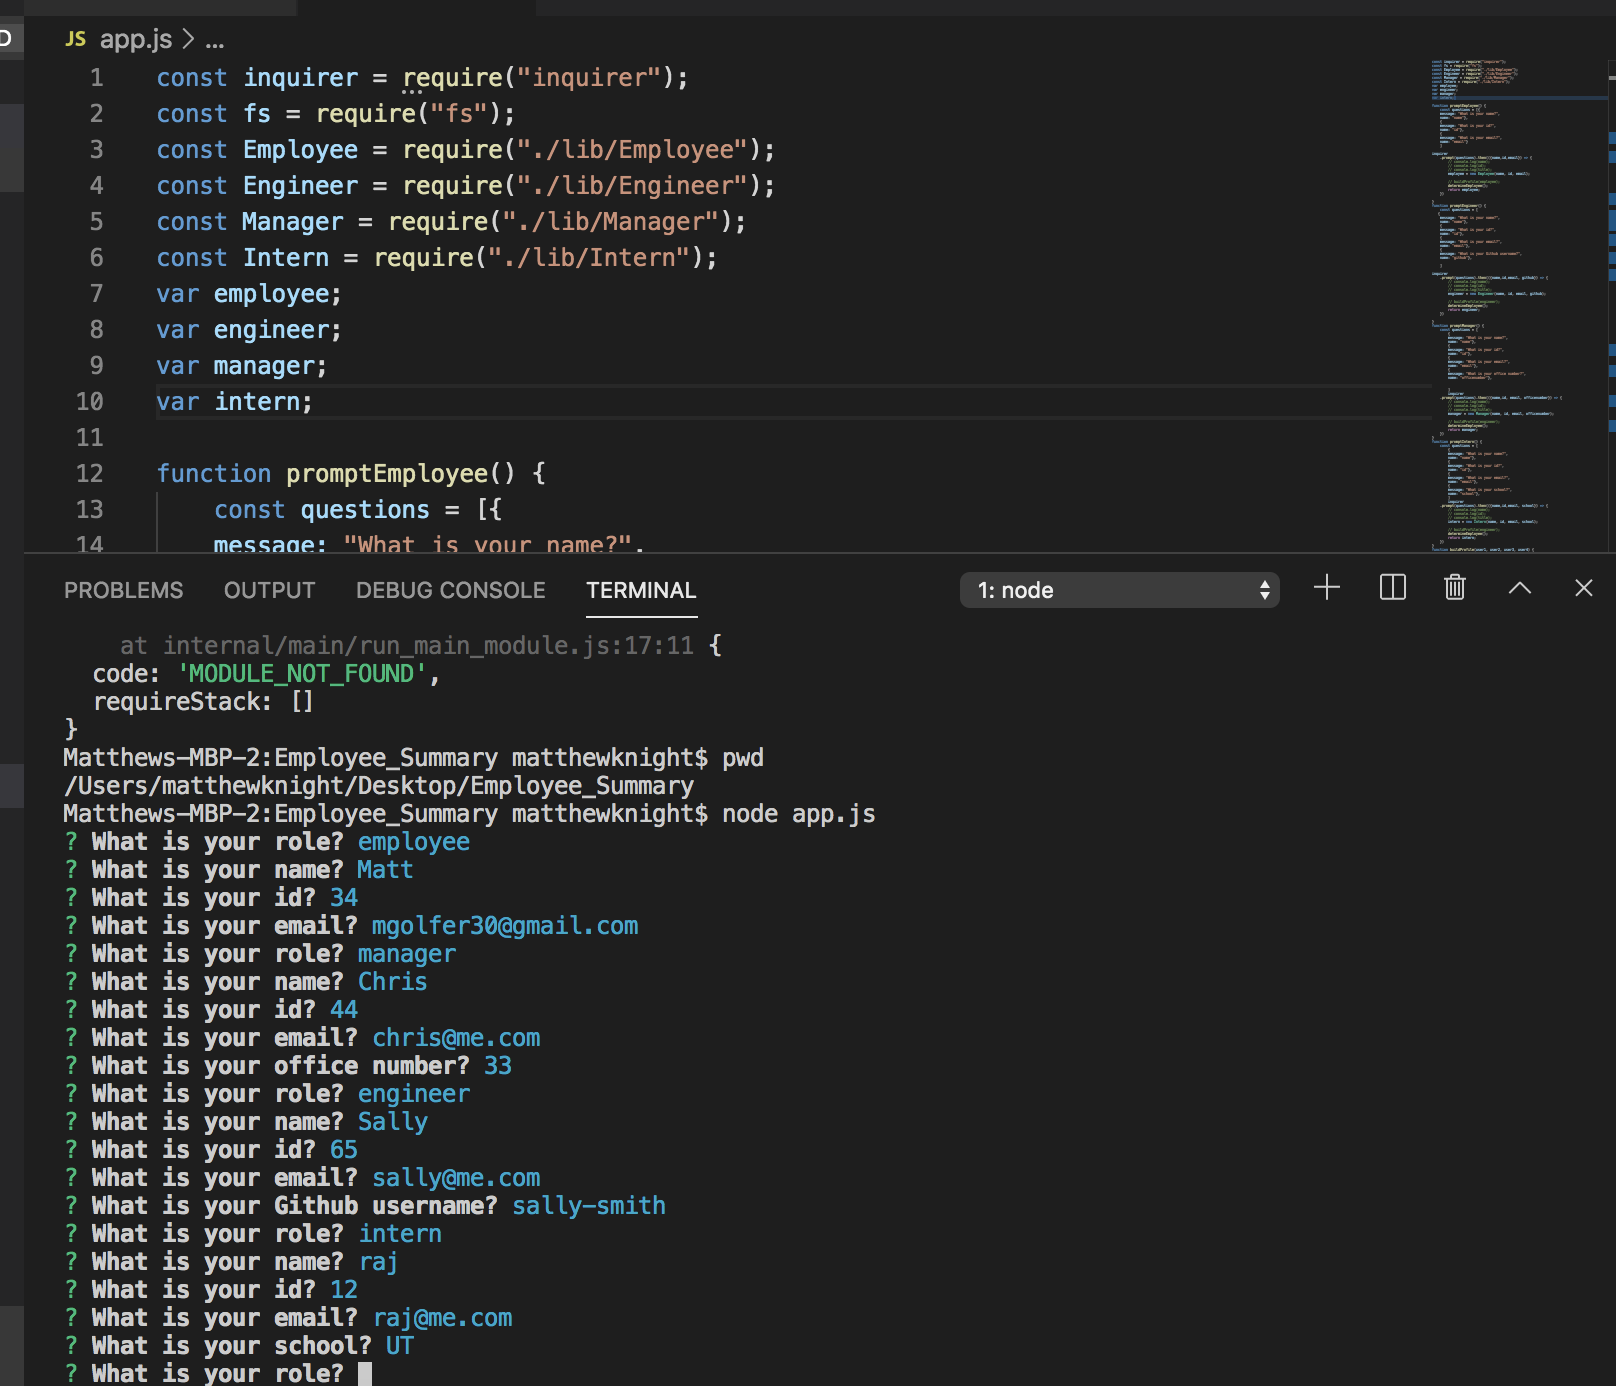 D
JS app.js > ...
1 const inquirer = require("inquirer");
2 const fs = require("fs");
3 const Employee = require("./lib/Employee");
4 const Engineer = require("./lib/Engineer");
5 const Manager = require("./lib/Manager");
6 const Intern = require("./lib/Intern");
7 var employee;
8 var engineer;
9 var manager;
10 var intern;
11
12 function promptEmployee() {
13 const questions = [{
14 message: "What is your name?",
PROBLEMS OUTPUT DEBUG CONSOLE TERMINAL 1: node
at internal/main/run_main_module.js:17:11 {
code: 'MODULE_NOT_FOUND',
requireStack: []
}
Matthews-MBP-2:Employee_Summary matthewknight$ pwd
/Users/matthewknight/Desktop/Employee_Summary
Matthews-MBP-2:Employee_Summary matthewknight$ node app.js
? What is your role? employee
? What is your name? Matt
? What is your id? 34
? What is your email? mgolfer30@gmail.com
? What is your role? manager
? What is your name? Chris
? What is your id? 44
? What is your email? chris@me.com
? What is your office number? 33
? What is your role? engineer
? What is your name? Sally
? What is your id? 65
? What is your email? sally@me.com
? What is your Github username? sally-smith
? What is your role? intern
? What is your name? raj
? What is your id? 12
? What is your email? raj@me.com
? What is your school? UT
? What is your role?